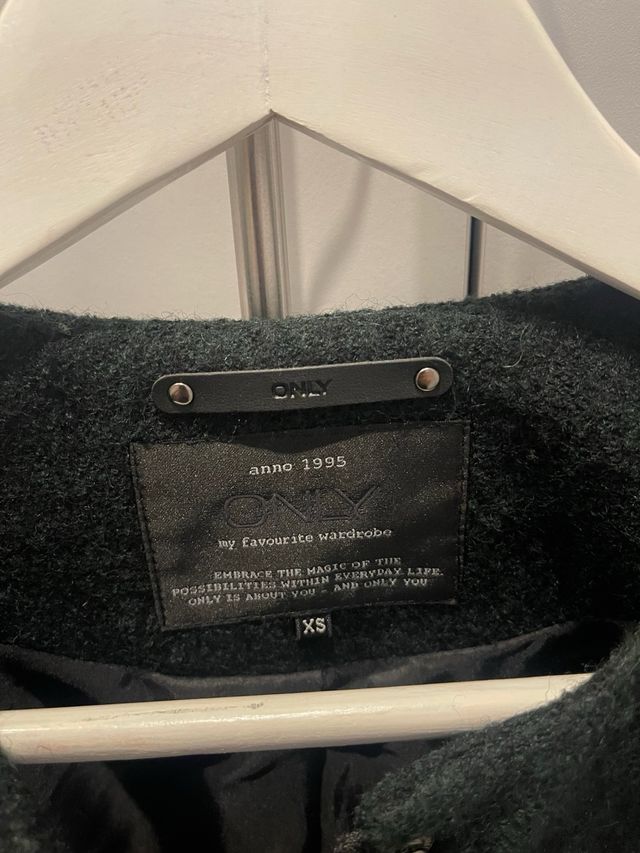 ONLY
anno 1995
ONLY
my favourite wardrobe
EMBRACE THE MAGIC OF THE
POSSIBILITIES WITHIN EVERYDAY LIFE.
ONLY IS ABOUT YOU - AND ONLY YOU
XS